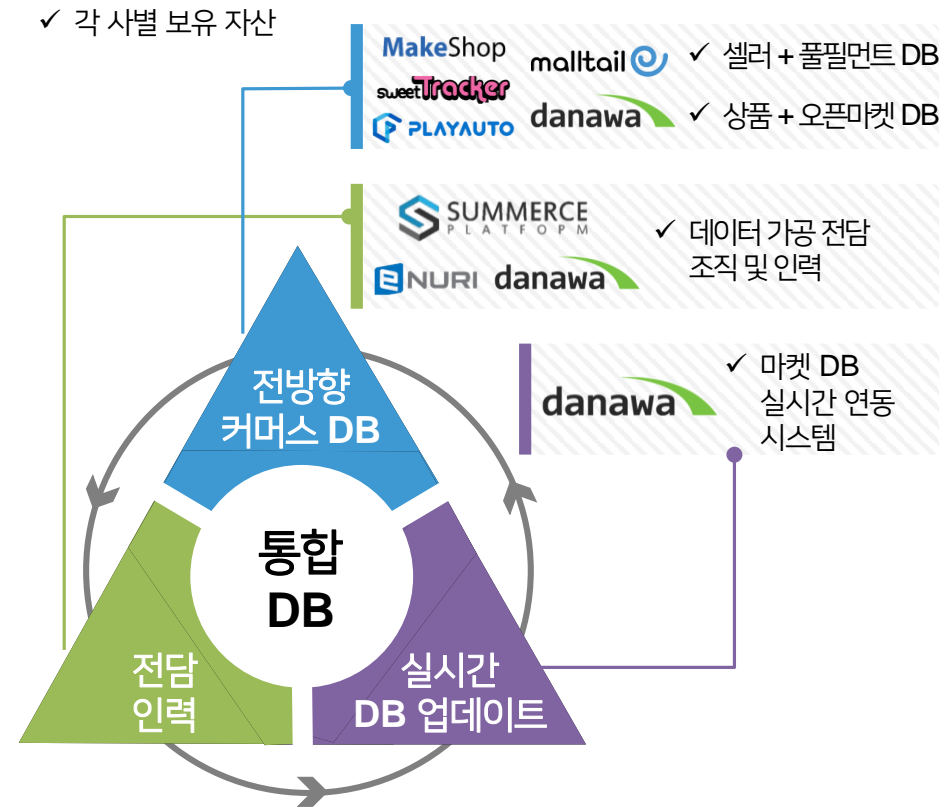 ✓ 각 사별 보유 자산
MakeShop
malltail
✓ 셀러 + 풀필먼트 DB
sweetTracker
PLAYAUTO
danawa
✓ 상품 + 오픈마켓 DB
SUMMERCE
PLATFOPM
✓ 데이터 가공 전담
조직 및 인력
ENURI
danawa
danawa
✓ 마켓 DB
실시간 연동
시스템
전방향
커머스 DB
통합
DB
전담
인력
실시간
DB 업데이트